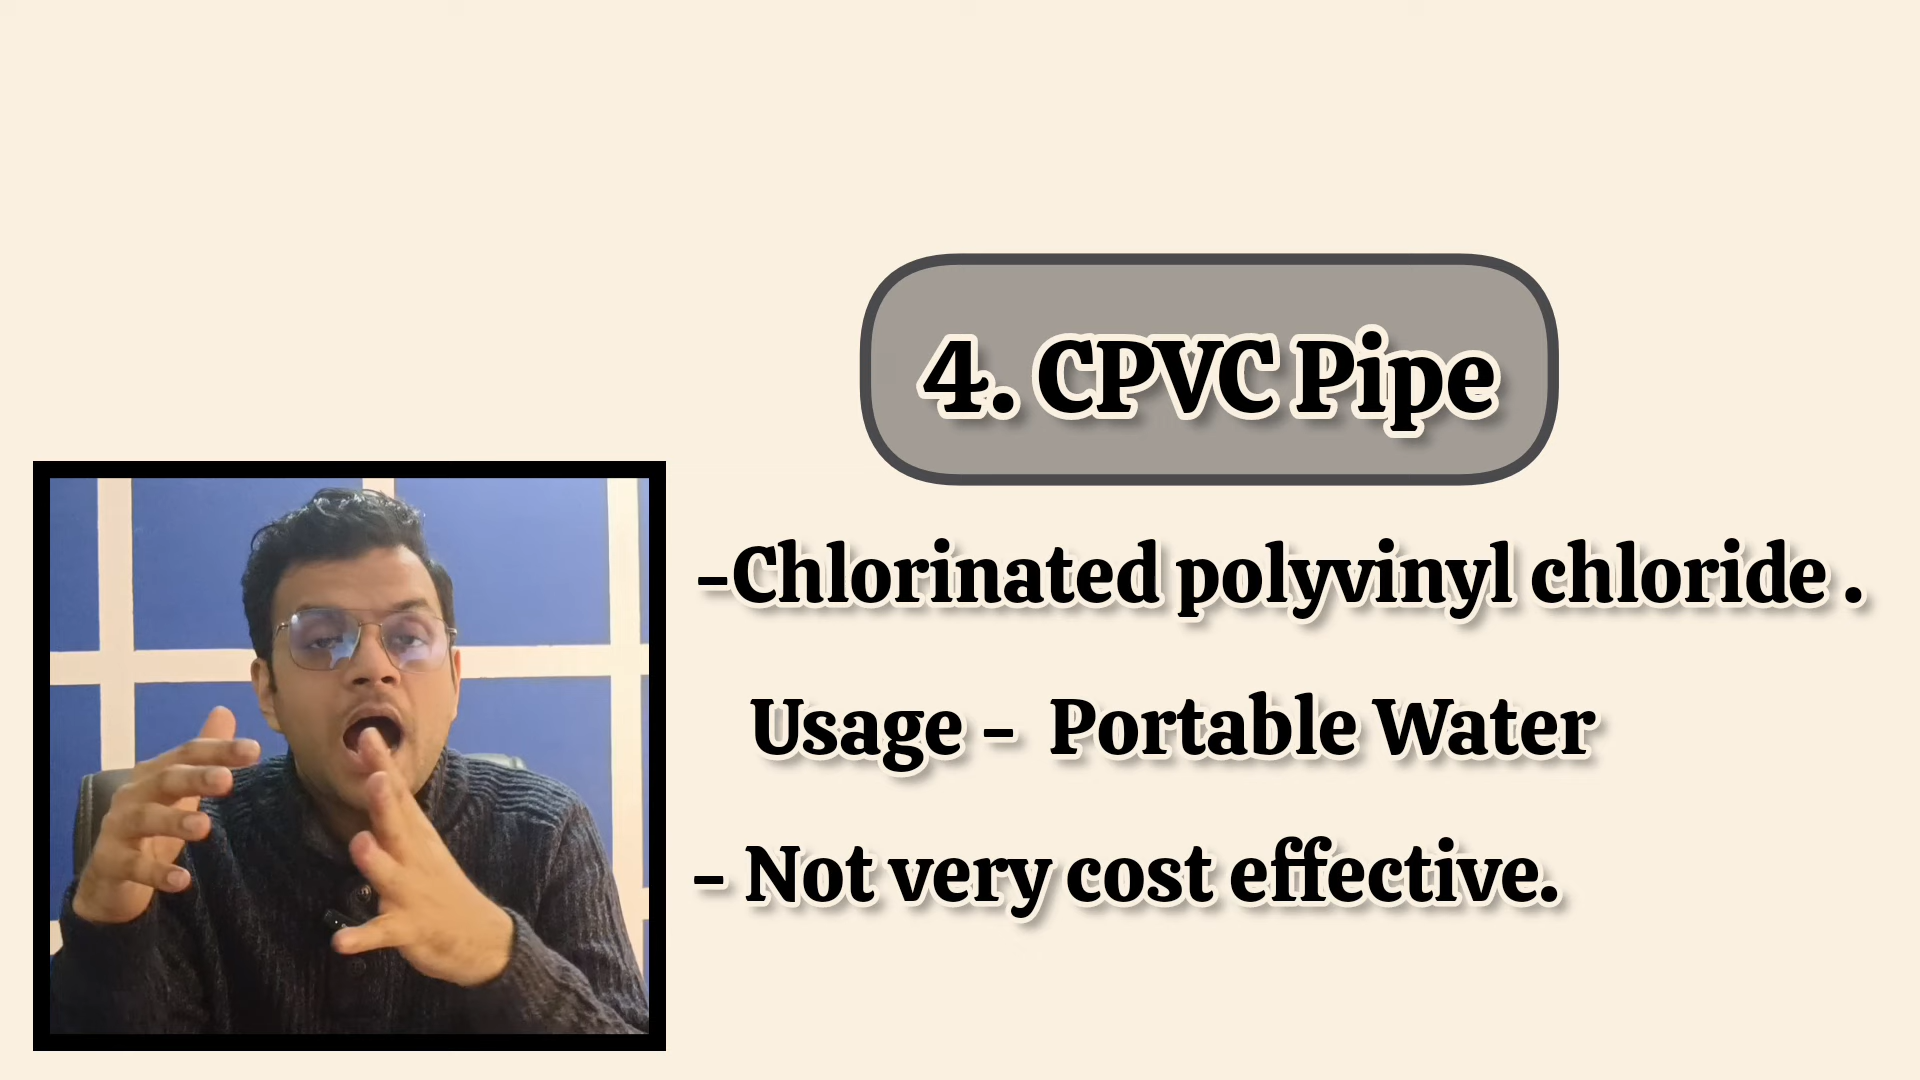 4. CPVC Pipe
-Chlorinated polyvinyl chloride .
Usage - Portable Water
- Not very cost effective.